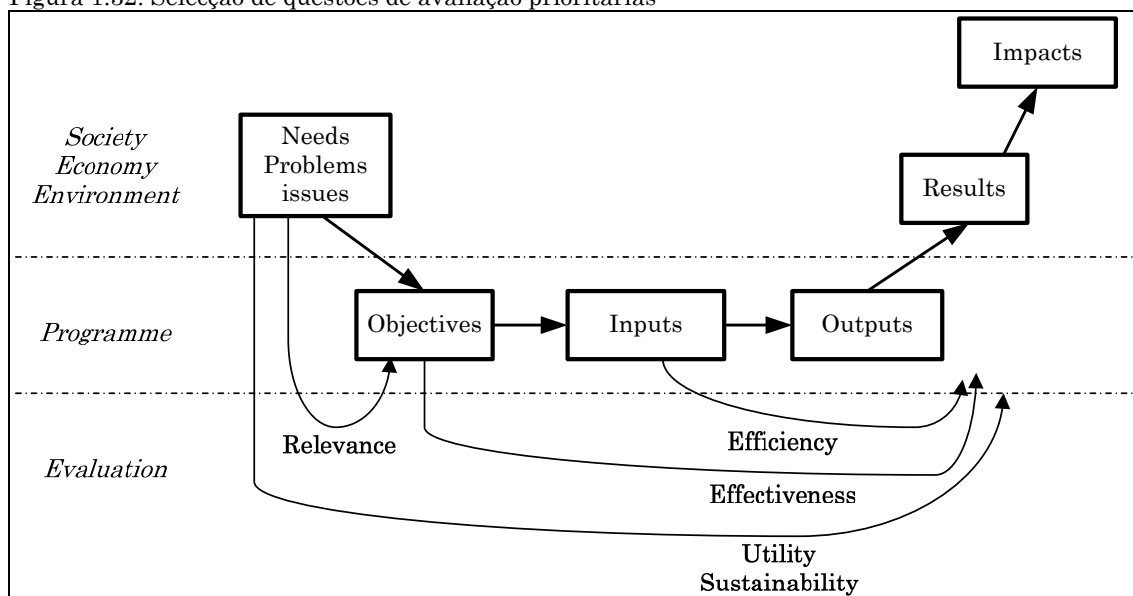 Figura 1.32: Selecção de questões de avaliação prioritárias
Impacts
Society
Economy
Environment
Needs
Problems
issues
Results
Programme
Objectives
Inputs
Outputs
Evaluation
Relevance
Efficiency
Effectiveness
Utility
Sustainability